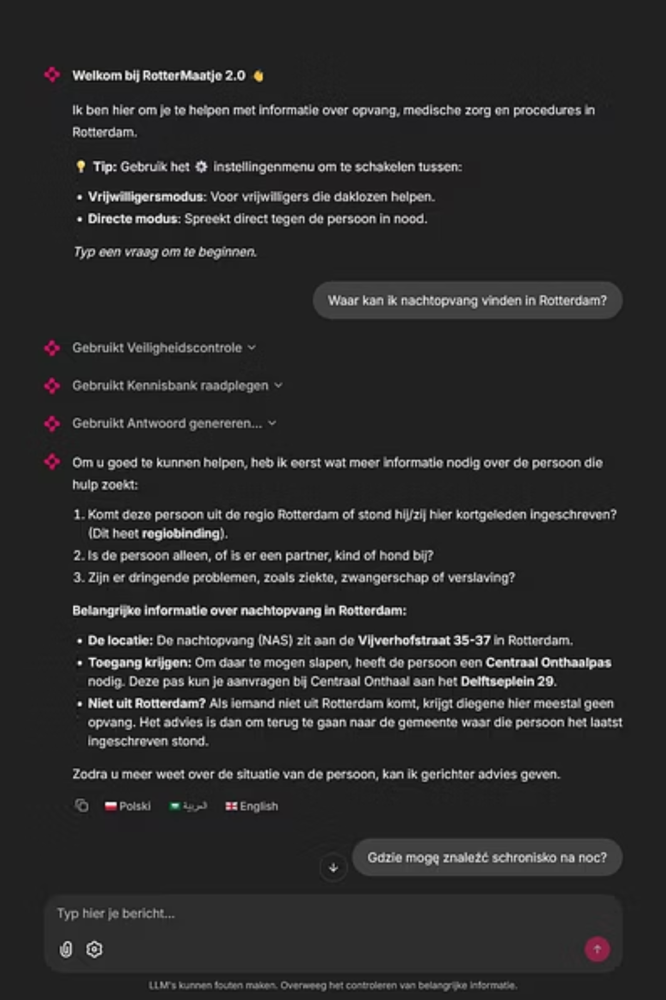 Welkom bij RotterMaatje 2.0 👋
Ik ben hier om je te helpen met informatie over opvang, medische zorg en procedures in
Rotterdam.
💡 Tip: Gebruik het ⚙️ instellingenmenu om te schakelen tussen:
• Vrijwilligersmodus: Voor vrijwilligers die daklozen helpen.
• Directe modus: Spreekt direct tegen de persoon in nood.
Typ een vraag om te beginnen.
Waar kan ik nachtopvang vinden in Rotterdam?
Gebruikt Veiligheidscontrole
Gebruikt Kennisbank raadplegen
Gebruikt Antwoord genereren...
Om u goed te kunnen helpen, heb ik eerst wat meer informatie nodig over de persoon die
hulp zoekt:
1. Komt deze persoon uit de regio Rotterdam of stond hij/zij hier kortgeleden ingeschreven?
(Dit heet regiobinding).
2. Is de persoon alleen, of is er een partner, kind of hond bij?
3. Zijn er dringende problemen, zoals ziekte, zwangerschap of verslaving?
Belangrijke informatie over nachtopvang in Rotterdam:
• De locatie: De nachtopvang (NAS) zit aan de Vijverhofstraat 35-37 in Rotterdam.
• Toegang krijgen: Om daar te mogen slapen, heeft de persoon een Centraal Onthaalpas
nodig. Deze pas kun je aanvragen bij Centraal Onthaal aan het Delftseplein 29.
• Niet uit Rotterdam? Als iemand niet uit Rotterdam komt, krijgt diegene hier meestal geen
opvang. Het advies is dan om terug te gaan naar de gemeente waar die persoon het laatst
ingeschreven stond.
Zodra u meer weet over de situatie van de persoon, kan ik gerichter advies geven.
Polski العربية English
Gdzie mogę znaleźć schronisko na noc?
Typ hier je bericht...
LLM's kunnen fouten maken. Overweeg het controleren van belangrijke informatie.